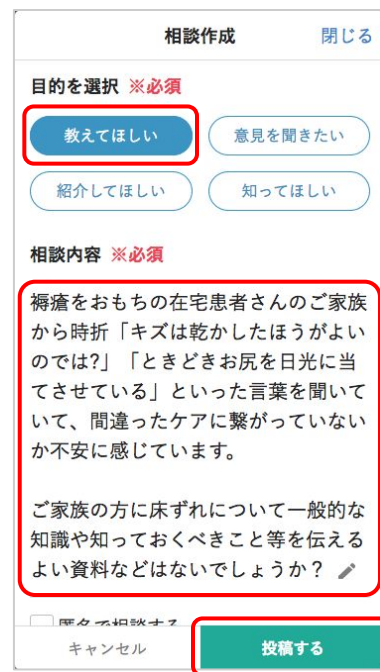 相談作成 閉じる
目的を選択 ※必須
教えてほしい 意見を聞きたい
紹介してほしい 知ってほしい
相談内容 ※必須
褥瘡をおもちの在宅患者さんのご家族
から時折「キズは乾かしたほうがよい
のでは?」「ときどきお尻を日光に当
てさせている」といった言葉を聞いて
いて、間違ったケアに繋がっていない
か不安に感じています。
ご家族の方に床ずれについて一般的な
知識や知っておくべきこと等を伝える
よい資料などはないでしょうか？
匿名で相談する
キャンセル 投稿する